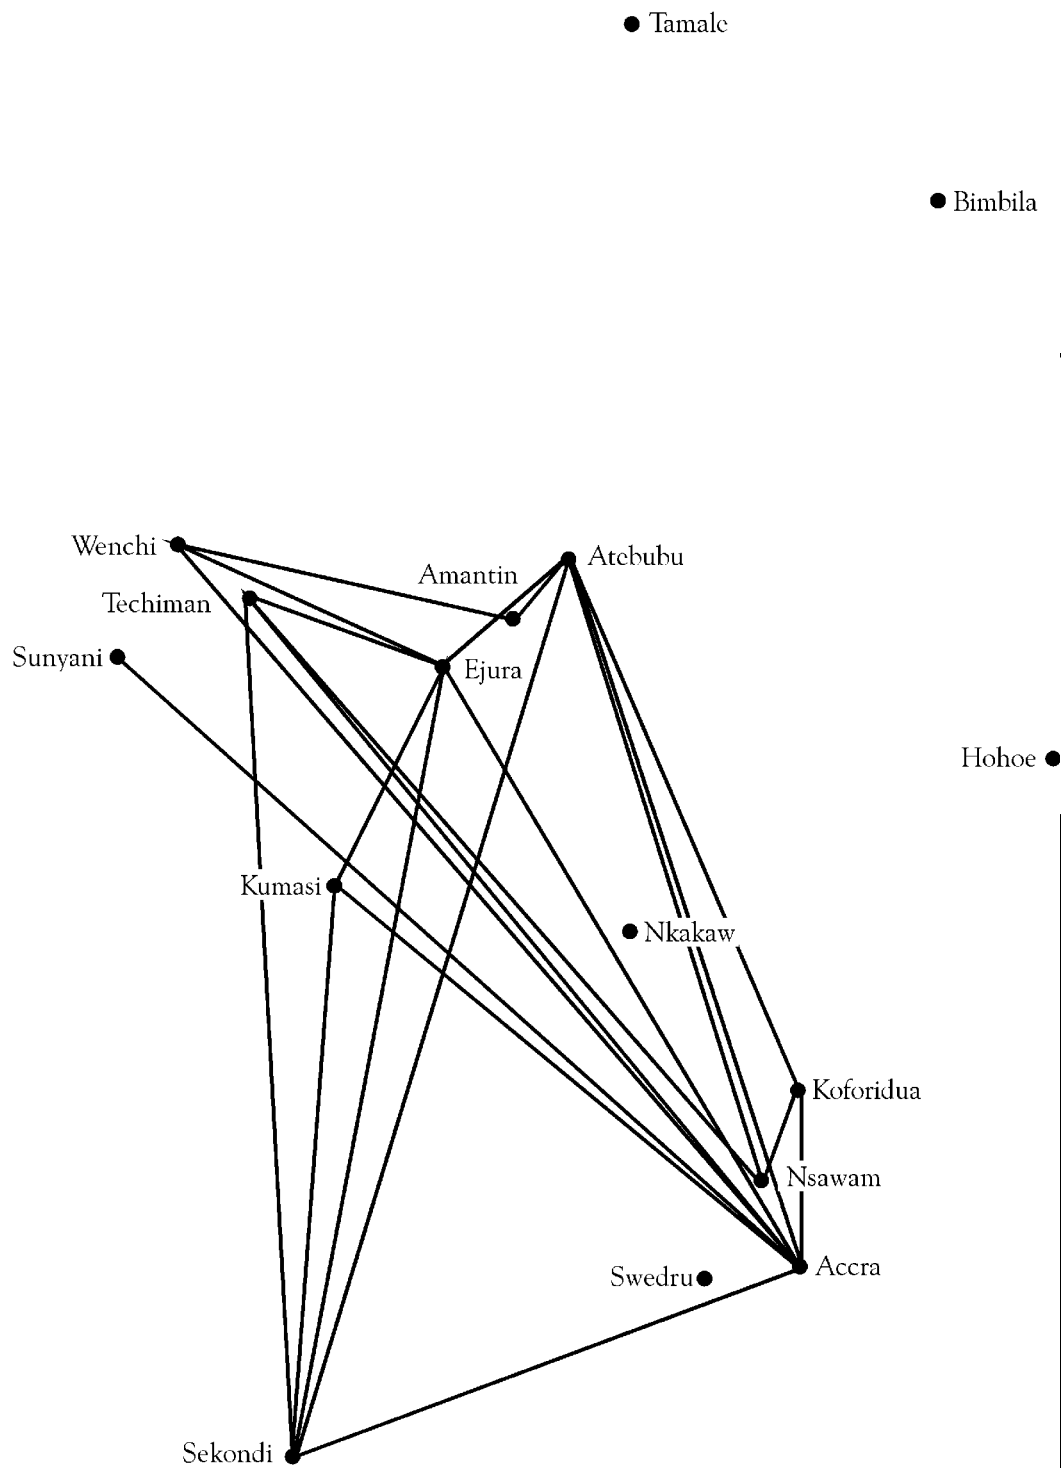 Tamale
Bimbila
Wenchi
Atebubu
Amantin
Techiman
Sunyani
Ejura
Hohoe
Kumasi
Nkakaw
Koforidua
Nsawam
Accra
Swedru
Sekondi